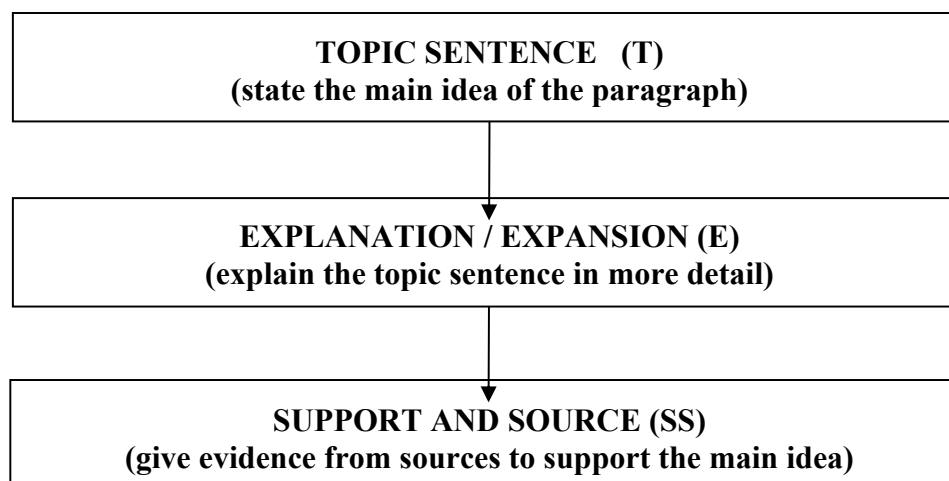 TOPIC SENTENCE (T)
(state the main idea of the paragraph)
EXPLANATION / EXPANSION (E)
(explain the topic sentence in more detail)
SUPPORT AND SOURCE (SS)
(give evidence from sources to support the main idea)